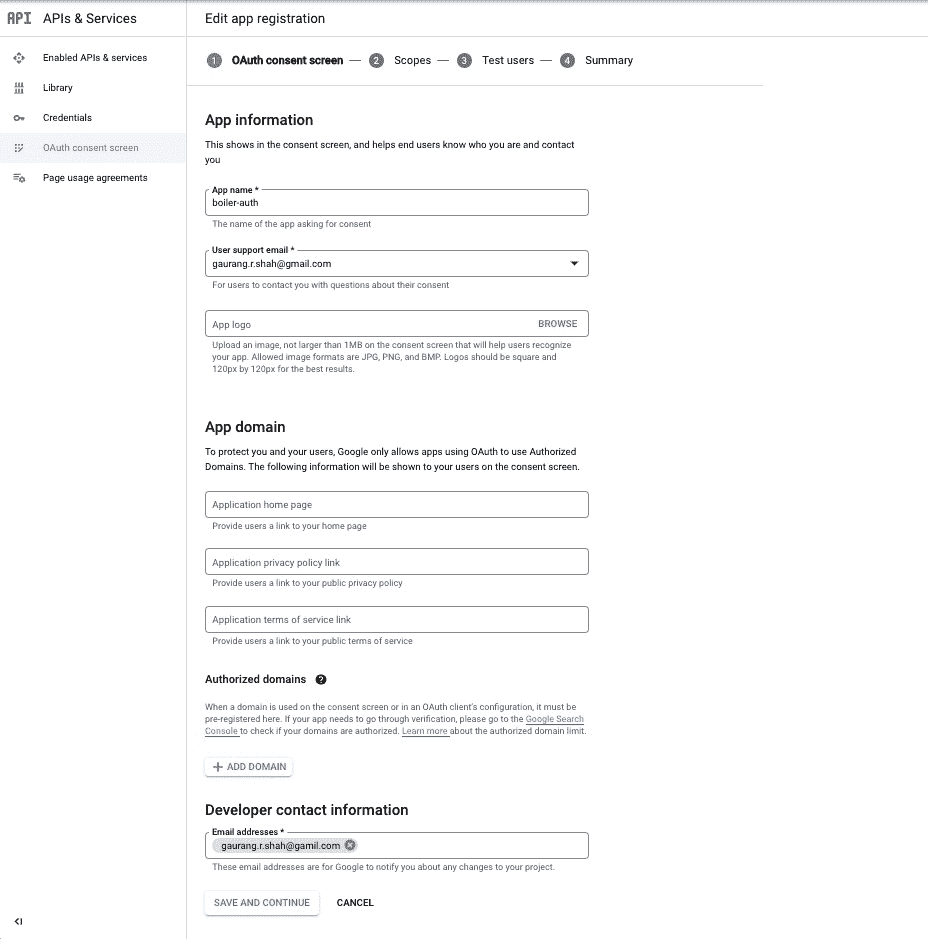 API APIs & Services
Edit app registration
Enabled APIs & services
Library
Credentials
OAuth consent screen
Page usage agreements
1 OAuth consent screen — 2 Scopes — 3 Test users — 4 Summary
App information
This shows in the consent screen, and helps end users know who you are and contact
you
App name *
boiler-auth
The name of the app asking for consent
User support email *
gaurang.r.shah@gmail.com
For users to contact you with questions about their consent
App logo BROWSE
Upload an image, not larger than 1MB on the consent screen that will help users recognize
your app. Allowed image formats are JPG, PNG, and BMP. Logos should be square and
120px by 120px for the best results.
App domain
To protect you and your users, Google only allows apps using OAuth to use Authorized
Domains. The following information will be shown to your users on the consent screen.
Application home page
Provide users a link to your home page
Application privacy policy link
Provide users a link to your public privacy policy
Application terms of service link
Provide users a link to your public terms of service
Authorized domains ?
When a domain is used on the consent screen or in an OAuth client's configuration, it must be
pre-registered here. If your app needs to go through verification, please go to the Google Search
Console to check if your domains are authorized. Learn more about the authorized domain limit.
+ ADD DOMAIN
Developer contact information
Email addresses *
gaurang.r.shah@gamil.com
These email addresses are for Google to notify you about any changes to your project.
SAVE AND CONTINUE CANCEL